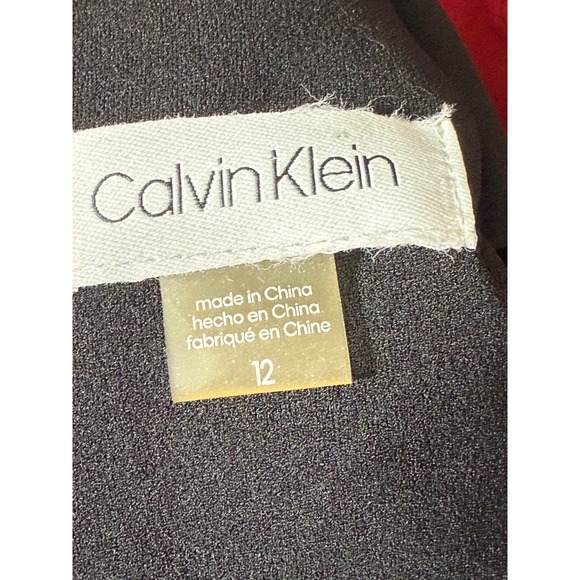 Calvin Klein
made in China
hecho en China
fabriqué en Chine
12